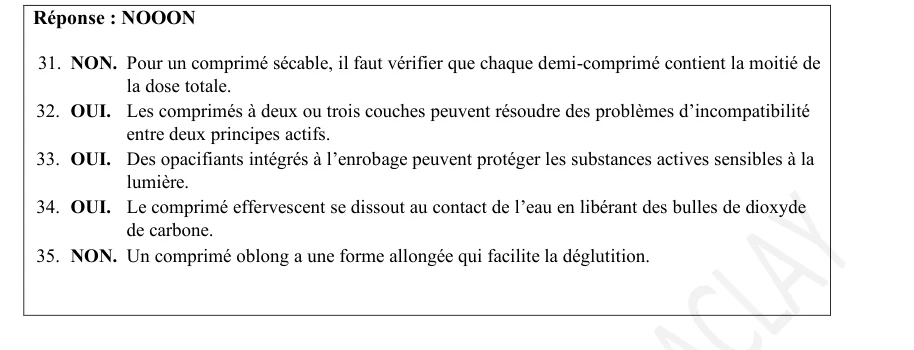 Réponse : NOOON
31. NON. Pour un comprimé sécable, il faut vérifier que chaque demi-comprimé contient la moitié de
la dose totale.
32. OUI. Les comprimés à deux ou trois couches peuvent résoudre des problèmes d’incompatibilité
entre deux principes actifs.
33. OUI. Des opacifiants intégrés à l’enrobage peuvent protéger les substances actives sensibles à la
lumière.
34. OUI. Le comprimé effervescent se dissout au contact de l’eau en libérant des bulles de dioxyde
de carbone.
35. NON. Un comprimé oblong a une forme allongée qui facilite la déglutition.
ACLAY